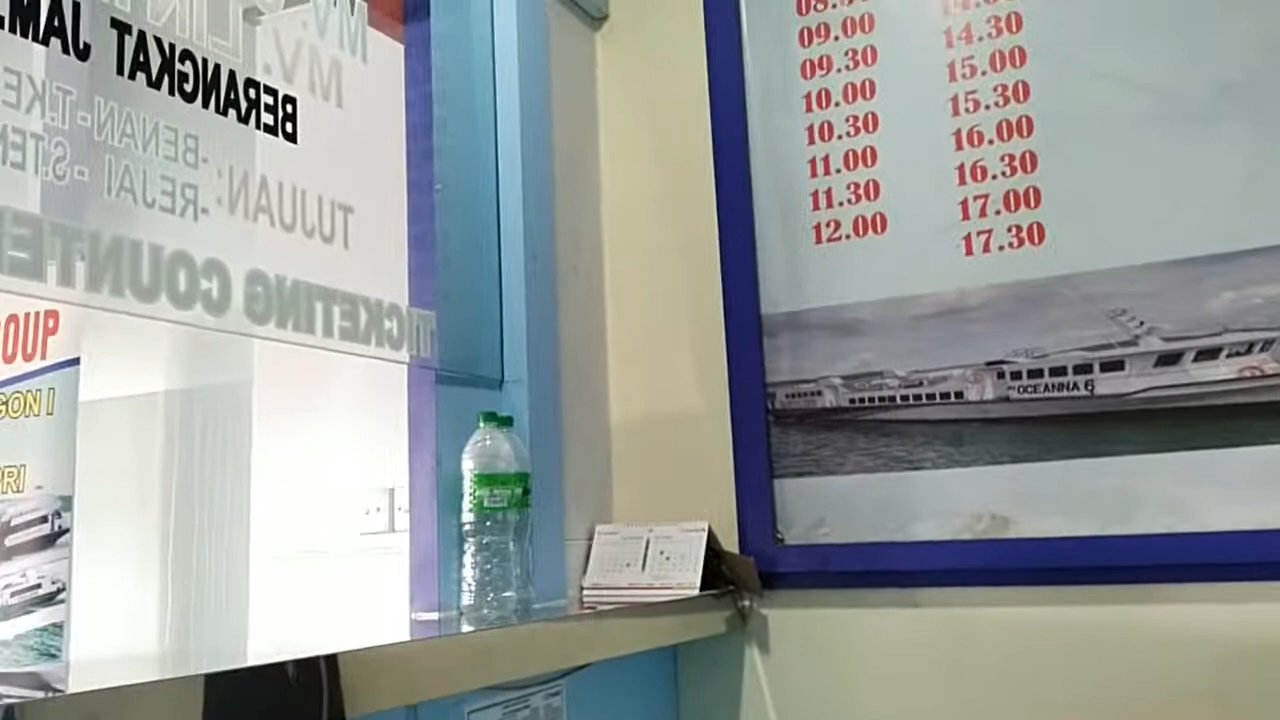 MV.
MV.
BERANGKAT JAM
TUJUAN: -BENAN -T.KE
-REJAI -S.TEN
TICKETING COUNTE
OUP
GON I
PRI
09.00 14.30
09.30 15.00
10.00 15.30
10.30 16.00
11.00 16.30
11.30 17.00
12.00 17.30
OCEANNA 6